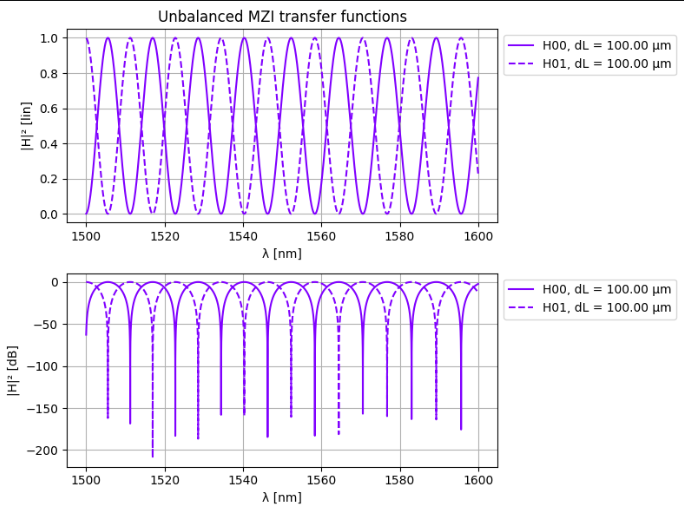 Unbalanced MZI transfer functions
|H|² [lin]
1.0
0.8
0.6
0.4
0.2
0.0
1500 1520 1540 1560 1580 1600
λ [nm]
H00, dL = 100.00 μm
H01, dL = 100.00 μm
|H|² [dB]
0
−50
−100
−150
−200
1500 1520 1540 1560 1580 1600
λ [nm]
H00, dL = 100.00 μm
H01, dL = 100.00 μm